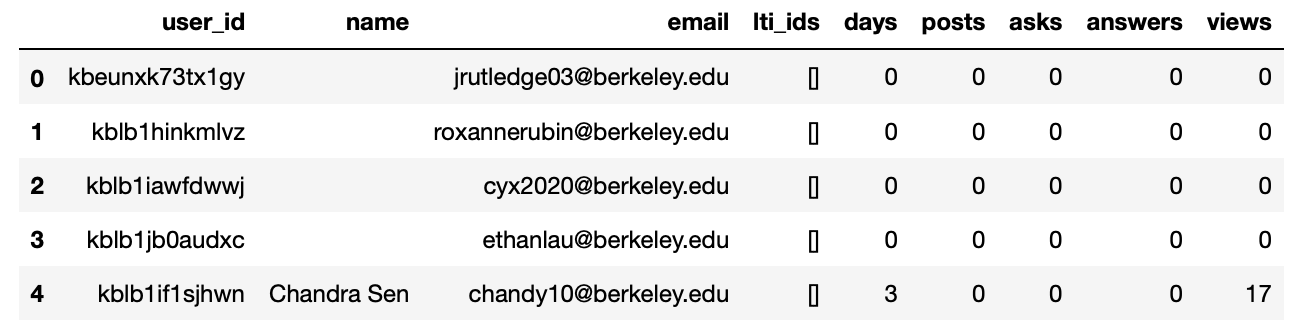 user_id name email lti_ids days posts asks answers views
0 kbeunxk73tx1gy jrutledge03@berkeley.edu [] 0 0 0 0 0
1 kblb1hinkmlvz roxannerubin@berkeley.edu [] 0 0 0 0 0
2 kblb1iawfdwwj cyx2020@berkeley.edu [] 0 0 0 0 0
3 kblb1jb0audxc ethanlau@berkeley.edu [] 0 0 0 0 0
4 kblb1if1sjhwn Chandra Sen chandy10@berkeley.edu [] 3 0 0 0 17